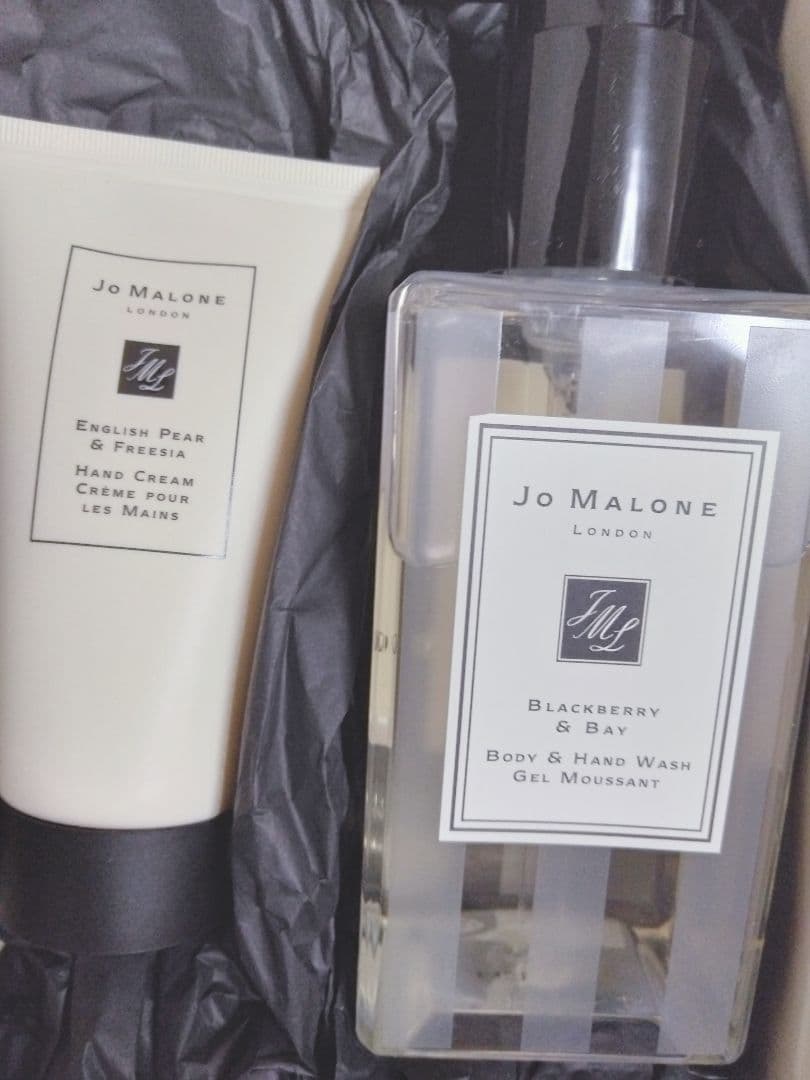 Jo Malone
London
JML
English Pear
& Freesia
Hand Cream
Crème pour
les Mains
Jo Malone
London
JML
Blackberry
& Bay
Body & Hand Wash
Gel Moussant